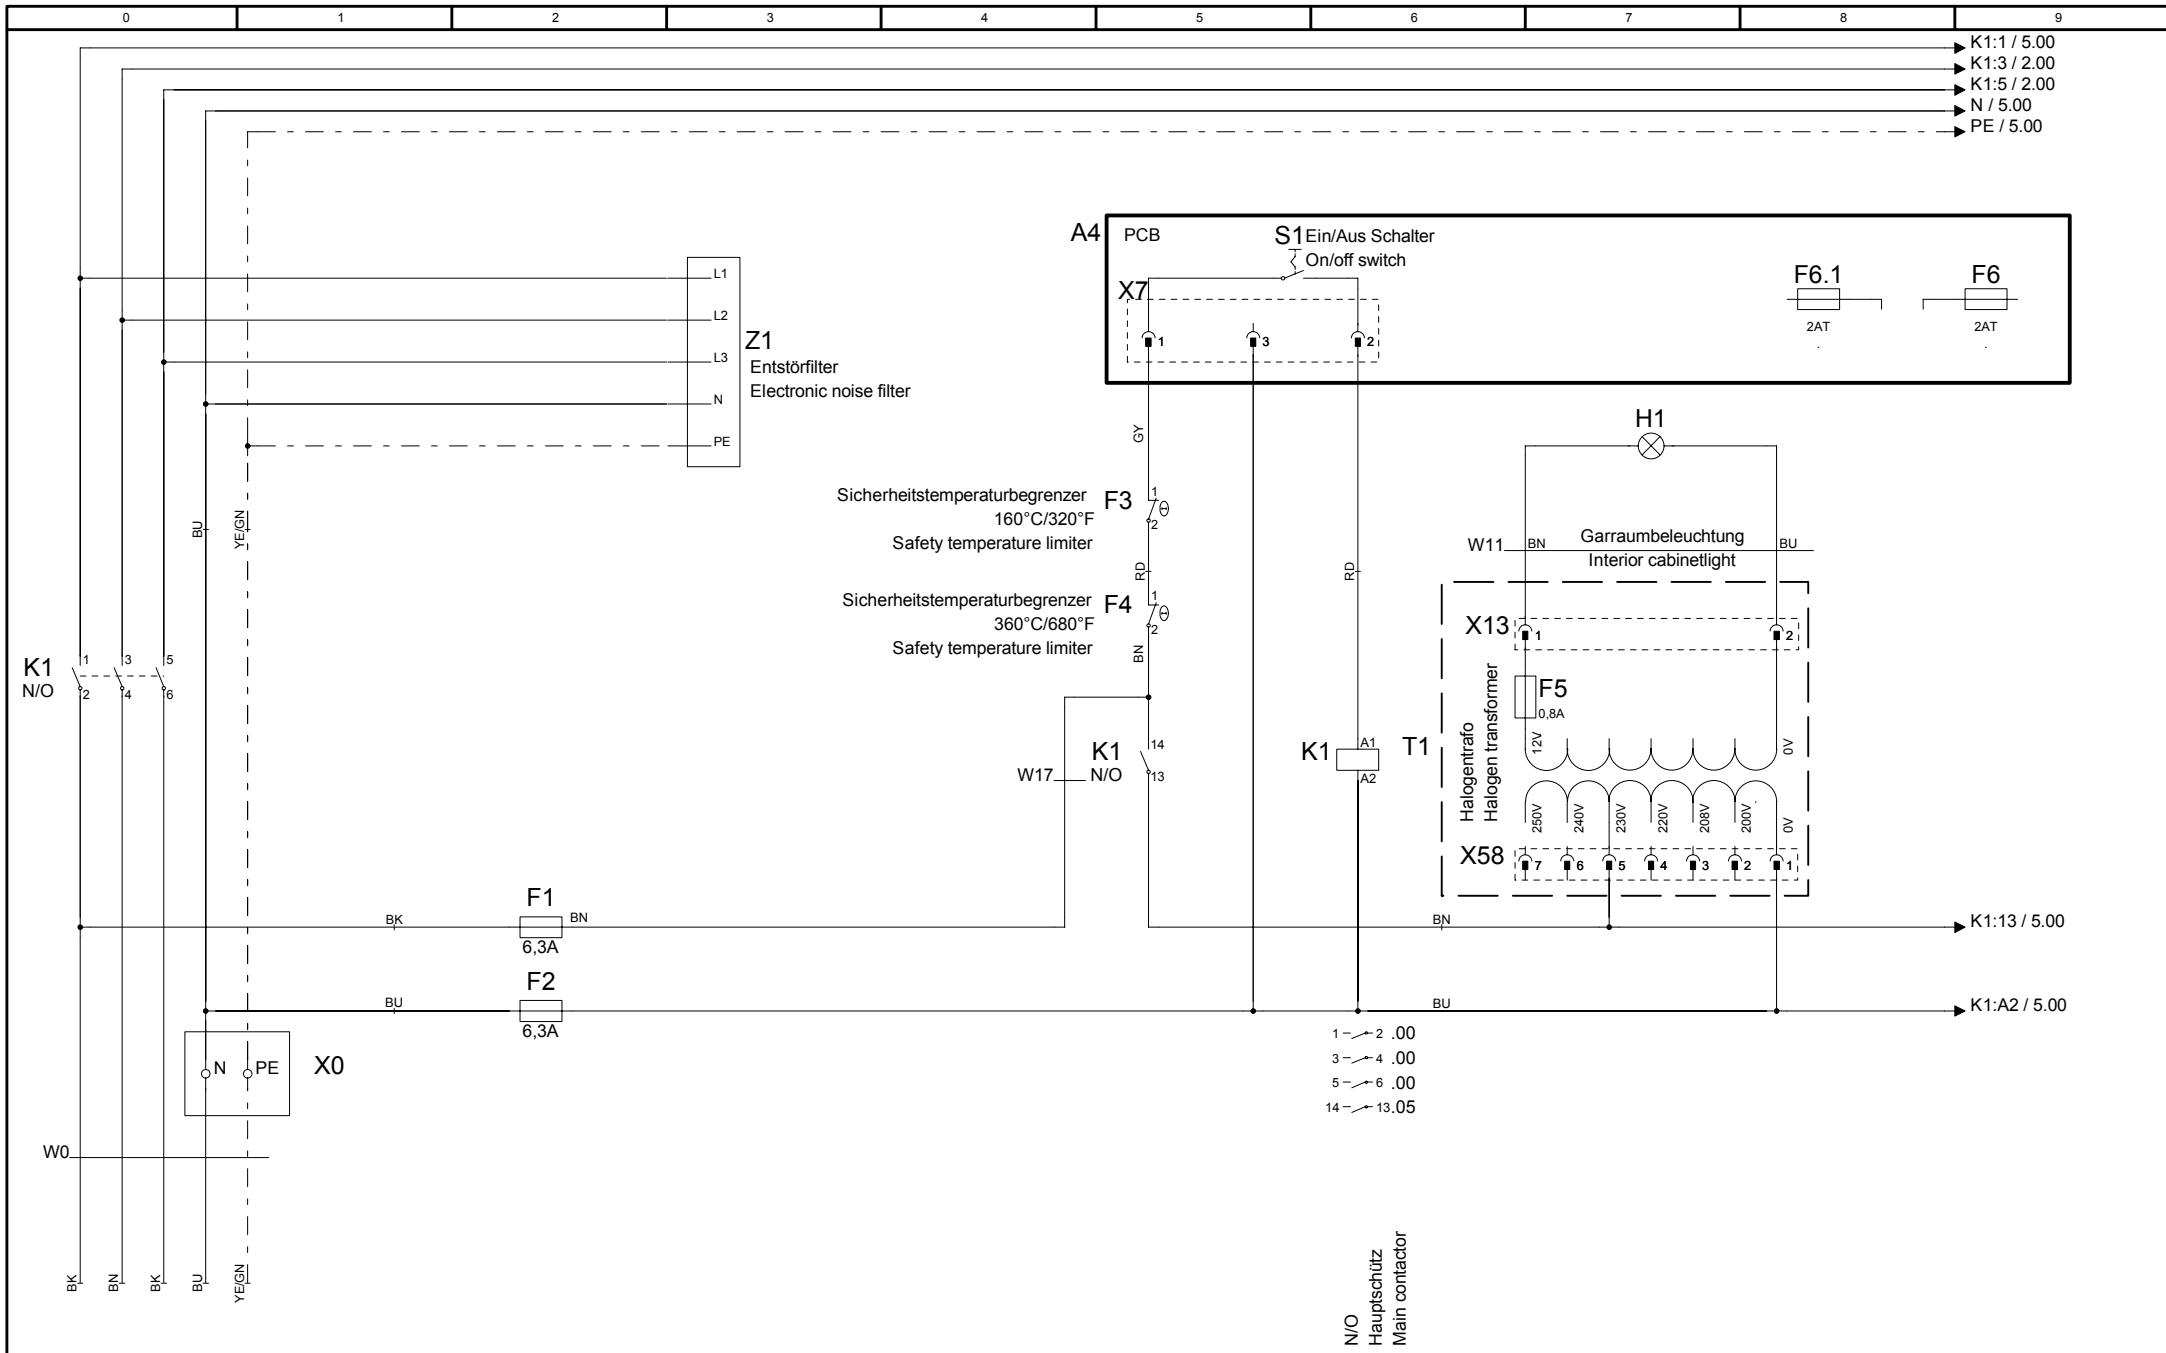 0 1 2 3 4 5 6 7 8 9
K1:1 / 5.00
K1:3 / 2.00
K1:5 / 2.00
N / 5.00
PE / 5.00
A4 PCB
S1 Ein/Aus Schalter
On/off switch
X7
1 3 2
F6.1
2AT
F6
2AT
L1
L2
L3
N
PE
Z1
Entstörfilter
Electronic noise filter
GY
H1
Sicherheitstemperaturbegrenzer
160°C/320°F
Safety temperature limiter
F3
1
2
BU
YE/GN
RD
RD
W11
BN
Garraumbeleuchtung
Interior cabinetlight
BU
Sicherheitstemperaturbegrenzer
360°C/680°F
Safety temperature limiter
F4
1
2
BN
K1
N/O
1 3 5
2 4 6
X13
1 2
F5
0,8A
Halogentrafo
Halogen transformer
12V 0V
W17
K1
N/O
14
13
K1
A1
A2
T1
250V 240V 230V 220V 208V 200V 0V
X58
7 6 5 4 3 2 1
BK
F1
6,3A
BN
BN
K1:13 / 5.00
BU
F2
6,3A
BU
K1:A2 / 5.00
1 2 .00
3 4 .00
5 6 .00
14 13 .05
N PE X0
W0
BK BN BK BU YE/GN
N/O
Hauptschütz
Main contactor